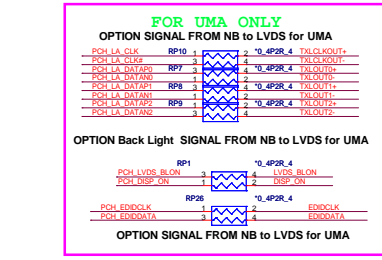 FOR UMA ONLY
OPTION SIGNAL FROM NB to LVDS for UMA
PCH_LA_CLK RP10 1 2 *0_4P2R_4 TXLCLKOUT+
PCH_LA_CLK# 3 4 TXLCLKOUT-
PCH_LA_DATAP0 RP7 3 4 *0_4P2R_4 TXLOUT0+
PCH_LA_DATAN0 1 2 TXLOUT0-
PCH_LA_DATAP1 RP8 3 4 *0_4P2R_4 TXLOUT1+
PCH_LA_DATAN1 1 2 TXLOUT1-
PCH_LA_DATAP2 RP9 1 2 *0_4P2R_4 TXLOUT2+
PCH_LA_DATAN2 3 4 TXLOUT2-
OPTION Back Light SIGNAL FROM NB to LVDS for UMA
RP1 *0_4P2R_4
PCH_LVDS_BLON 3 4 LVDS_BLON
PCH_DISP_ON 1 2 DISP_ON
RP26 *0_4P2R_4
PCH_EDIDCLK 1 2 EDIDCLK
PCH_EDIDDATA 3 4 EDIDDATA
OPTION SIGNAL FROM NB to LVDS for UMA